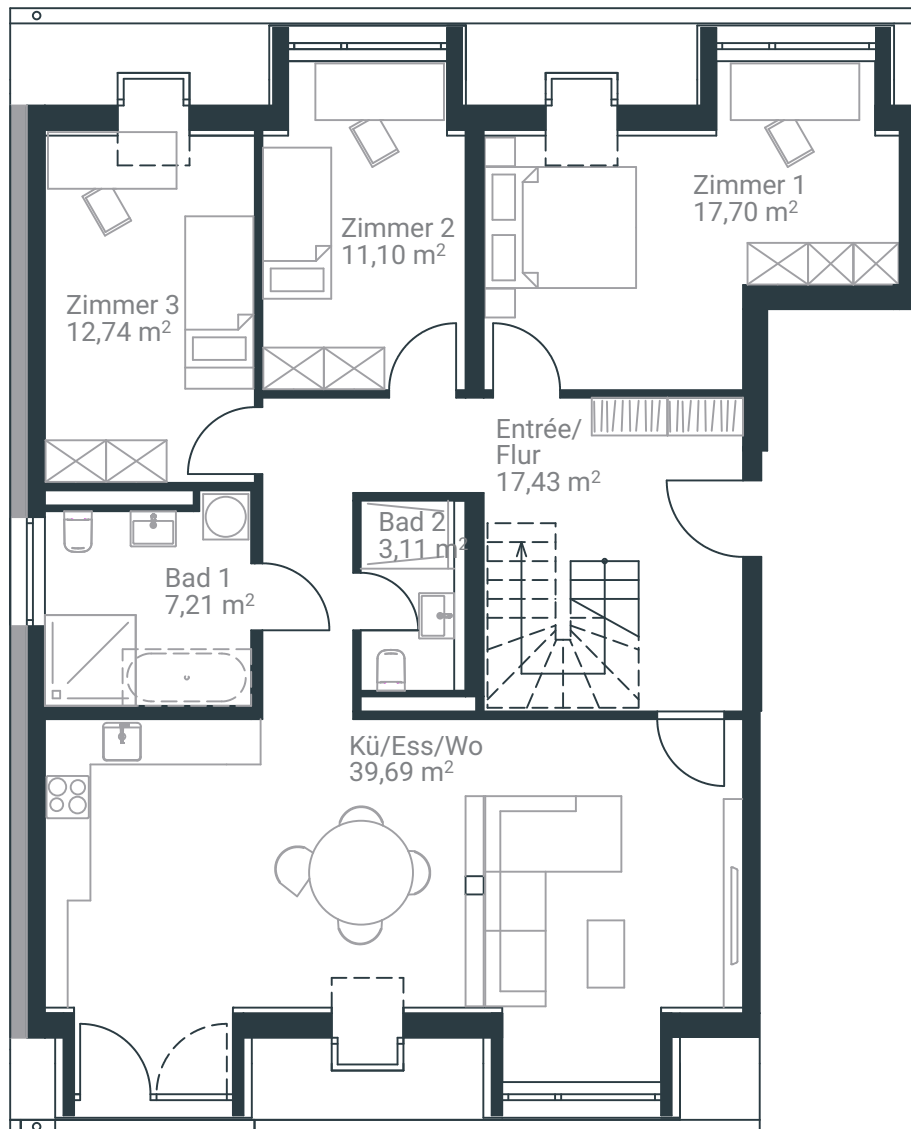 Zimmer 1
17,70 m²
Zimmer 2
11,10 m²
Zimmer 3
12,74 m²
Entrée/
Flur
17,43 m²
Bad 2
3,11 m²
Bad 1
7,21 m²
Kü/Ess/Wo
39,69 m²